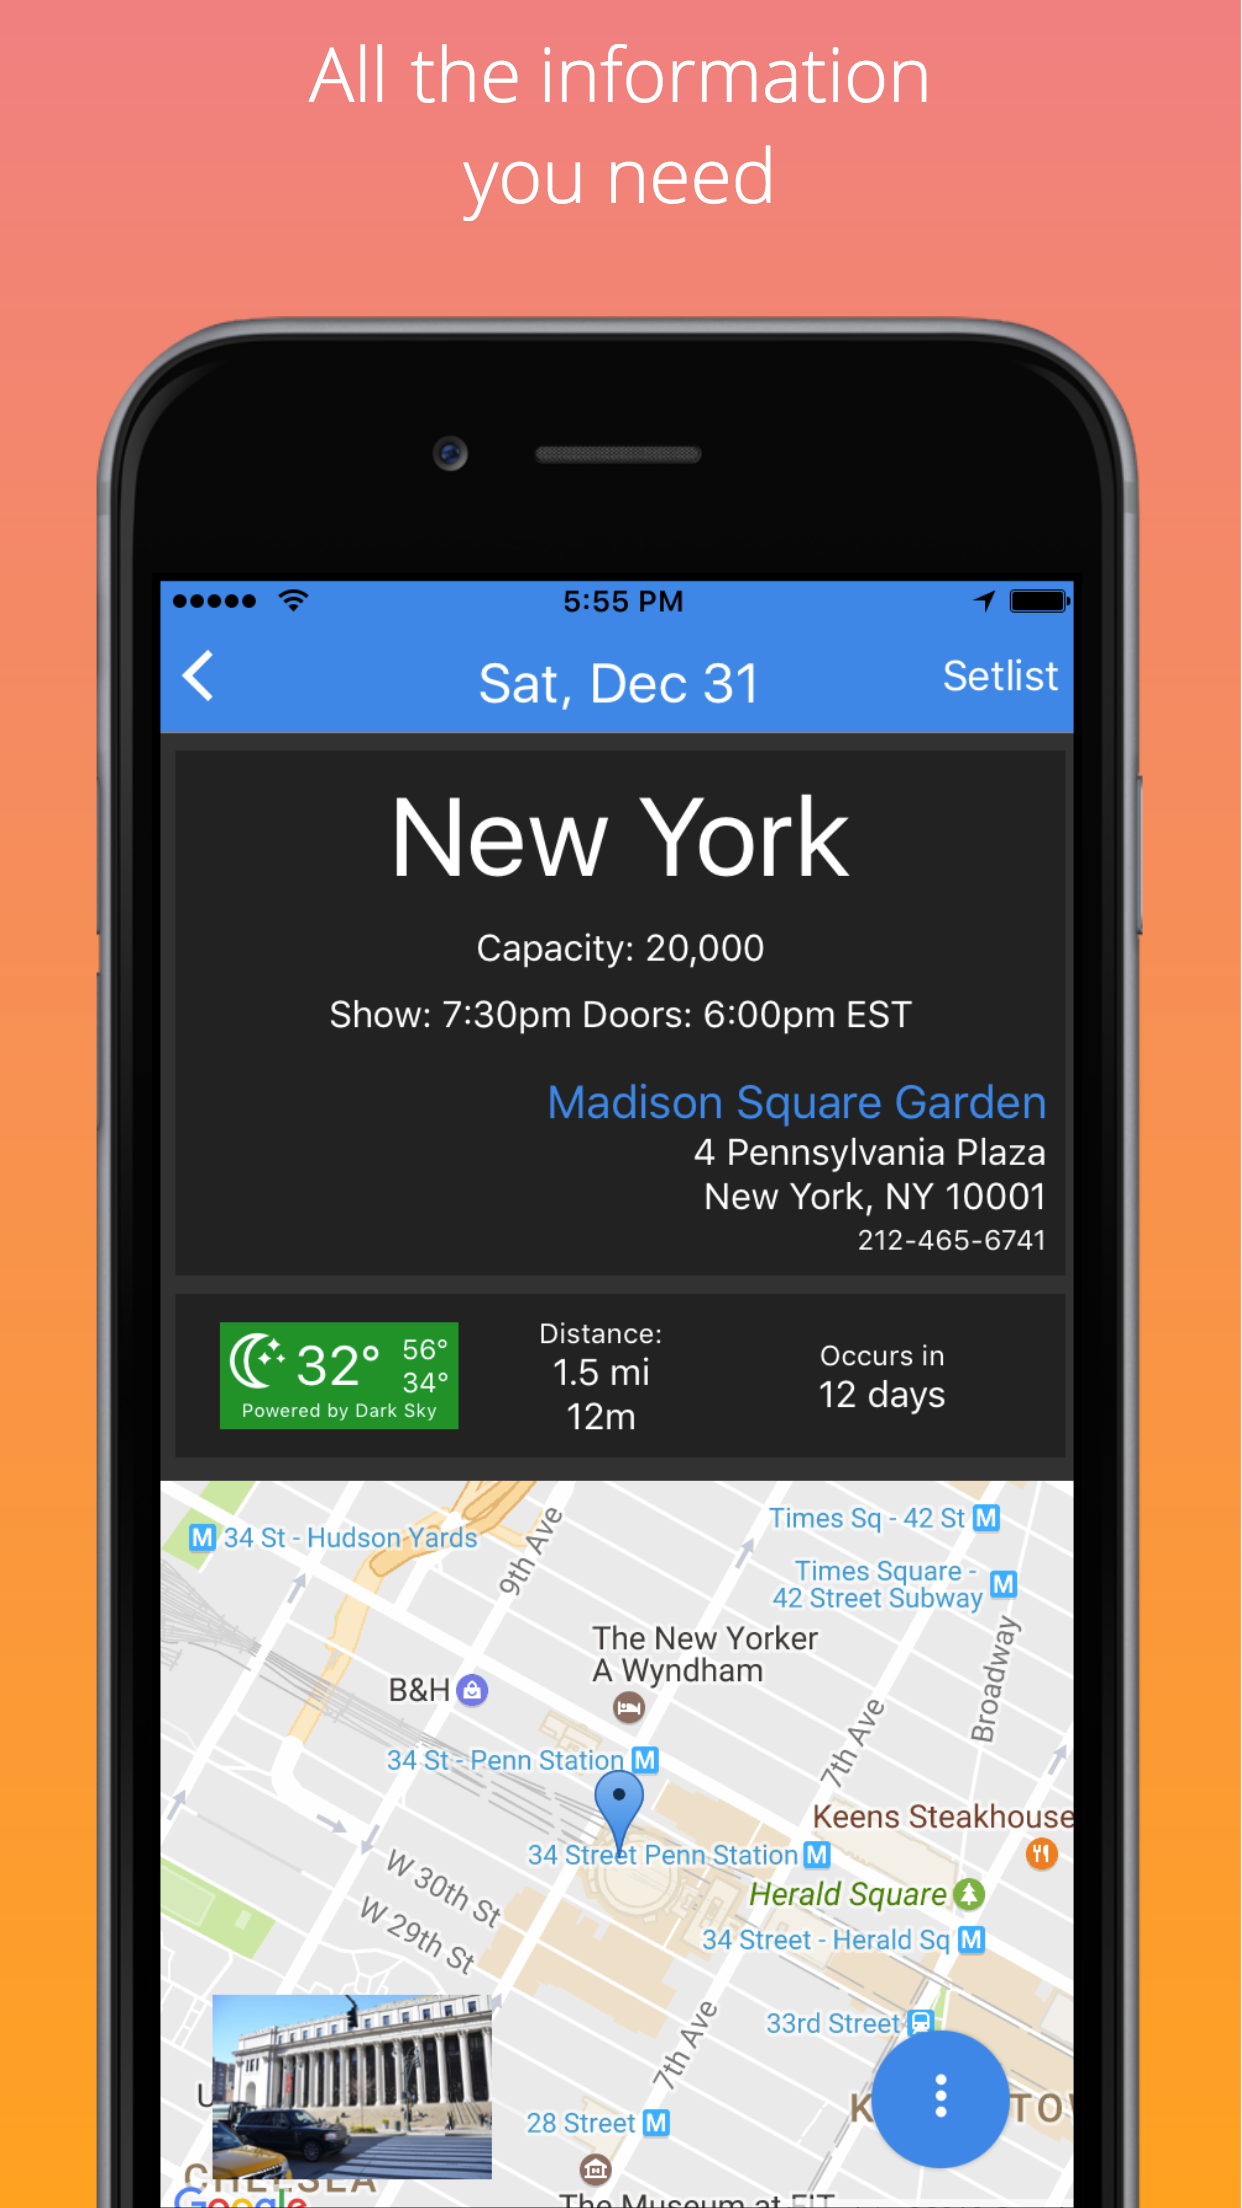 All the information
you need
5:55 PM
Sat, Dec 31
Setlist
New York
Capacity: 20,000
Show: 7:30pm Doors: 6:00pm EST
Madison Square Garden
4 Pennsylvania Plaza
New York, NY 10001
212-465-6741
32°
56°
34°
Powered by Dark Sky
Distance:
1.5 mi
12m
Occurs in
12 days
M 34 St - Hudson Yards
9th Ave
Times Sq - 42 St M
Times Square -
42 Street Subway M
The New Yorker
A Wyndham
B&H
Broadway
7th Ave
34 St - Penn Station M
Keens Steakhouse
34 Street Penn Station M
Herald Square
34 Street - Herald Sq M
W 30th St
W 29th St
33rd Street
7th Ave
28 Street M
CHELSEA
Google
The Museum at FIT